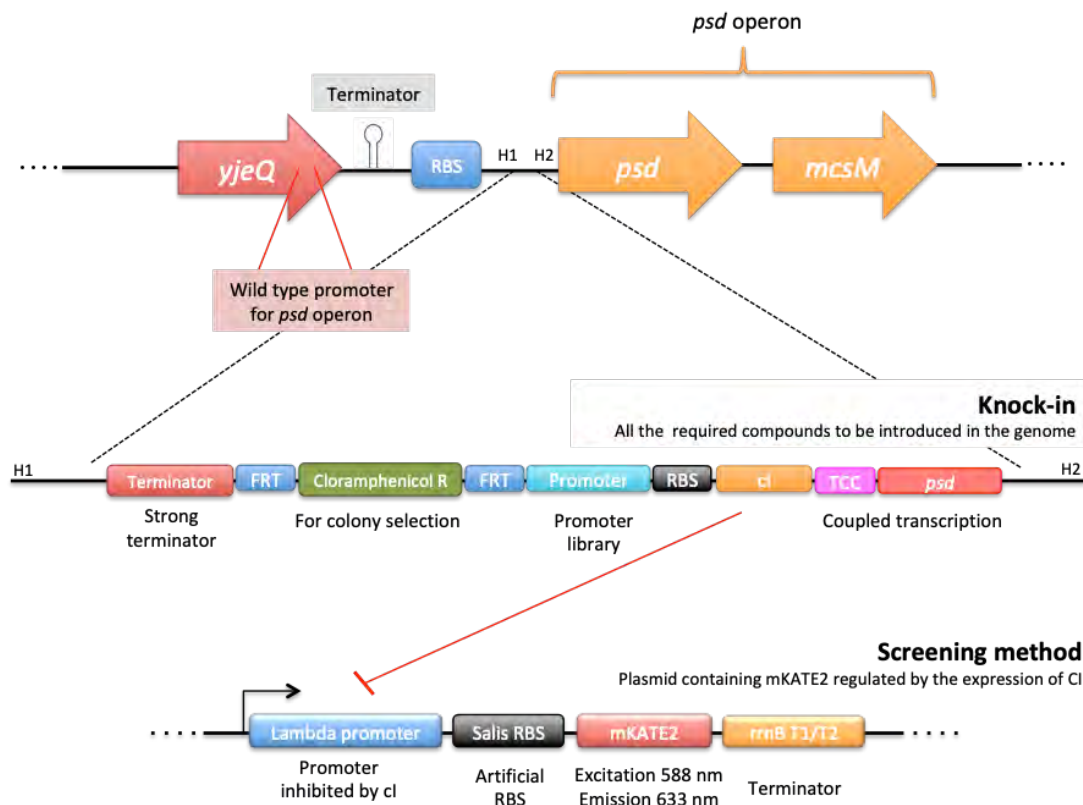 psd operon
Terminator
yjeQ
RBS
H1
H2
psd
mcsM
Wild type promoter
for psd operon
Knock-in
All the required compounds to be introduced in the genome
H1
H2
Terminator
FRT
Cloramphenicol R
FRT
Promoter
RBS
cI
TCC
psd
Strong
terminator
For colony selection
Promoter
library
Coupled transcription
Screening method
Plasmid containing mKATE2 regulated by the expression of CI
Lambda promoter
Salis RBS
mKATE2
rrnB T1/T2
Promoter
inhibited by cI
Artificial
RBS
Excitation 588 nm
Emission 633 nm
Terminator